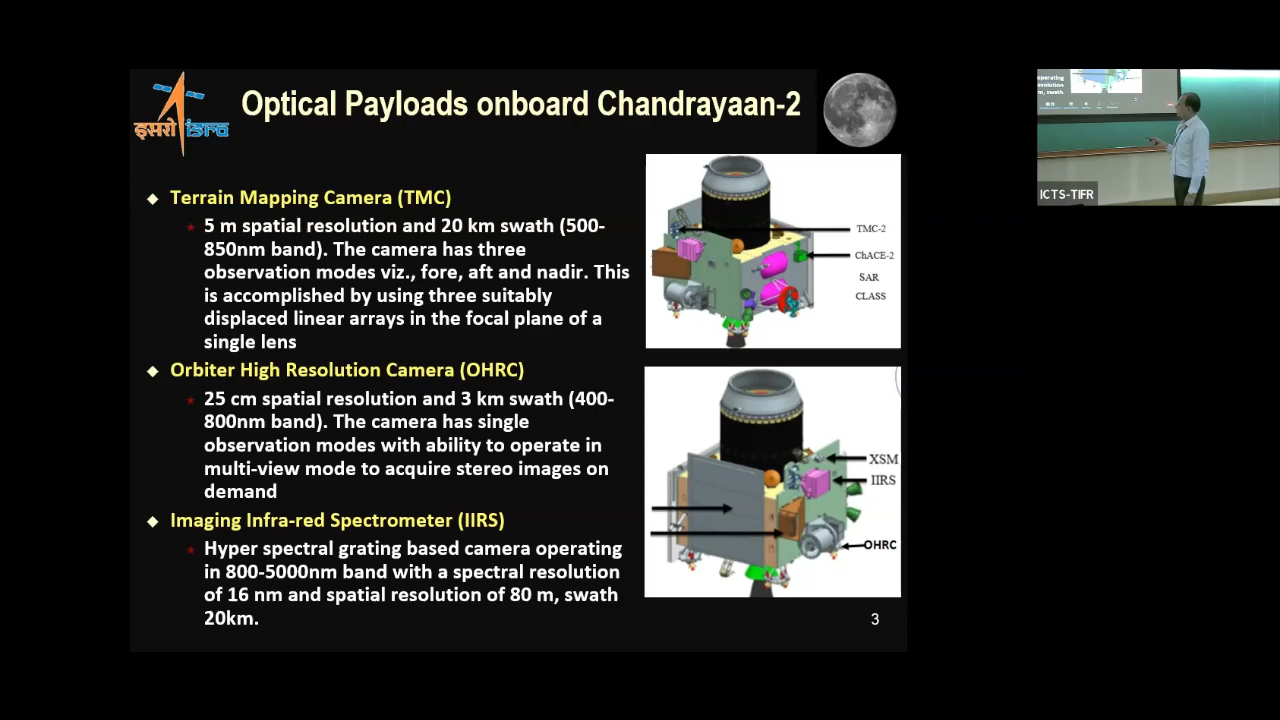 Optical Payloads onboard Chandrayaan-2
इसरो isro
Terrain Mapping Camera (TMC)
5 m spatial resolution and 20 km swath (500-
850nm band). The camera has three
observation modes viz., fore, aft and nadir. This
is accomplished by using three suitably
displaced linear arrays in the focal plane of a
single lens
Orbiter High Resolution Camera (OHRC)
25 cm spatial resolution and 3 km swath (400-
800nm band). The camera has single
observation modes with ability to operate in
multi-view mode to acquire stereo images on
demand
Imaging Infra-red Spectrometer (IIRS)
Hyper spectral grating based camera operating
in 800-5000nm band with a spectral resolution
of 16 nm and spatial resolution of 80 m, swath
20km.
TMC-2
ChACE-2
SAR
CLASS
XSM
IIRS
OHRC
3
operating
resolution
m, swath
ICTS-TIFR